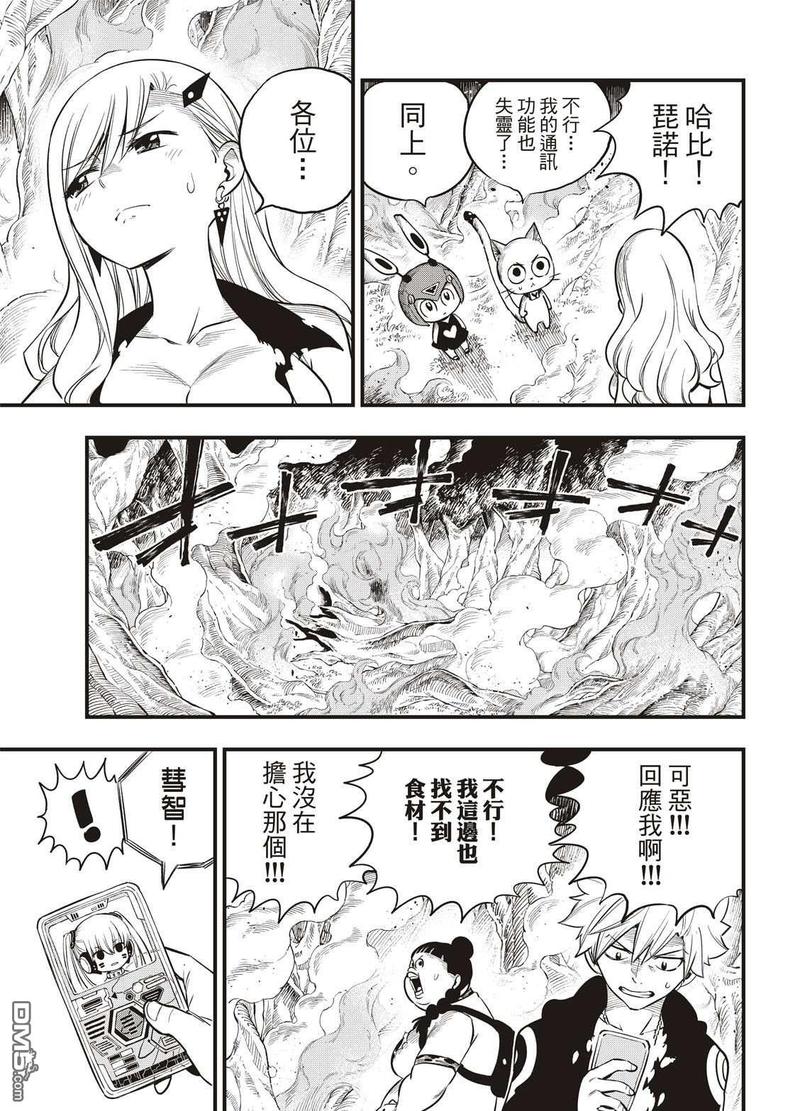 哈比！
琵諾！
不行…
我的通訊
功能也
失靈了…
同上。
各位…
可惡!!!
回應我啊!!!
不行！
我這邊也
找不到
食材！
我沒在
擔心那個!!!
彗智！
！
DM5.com